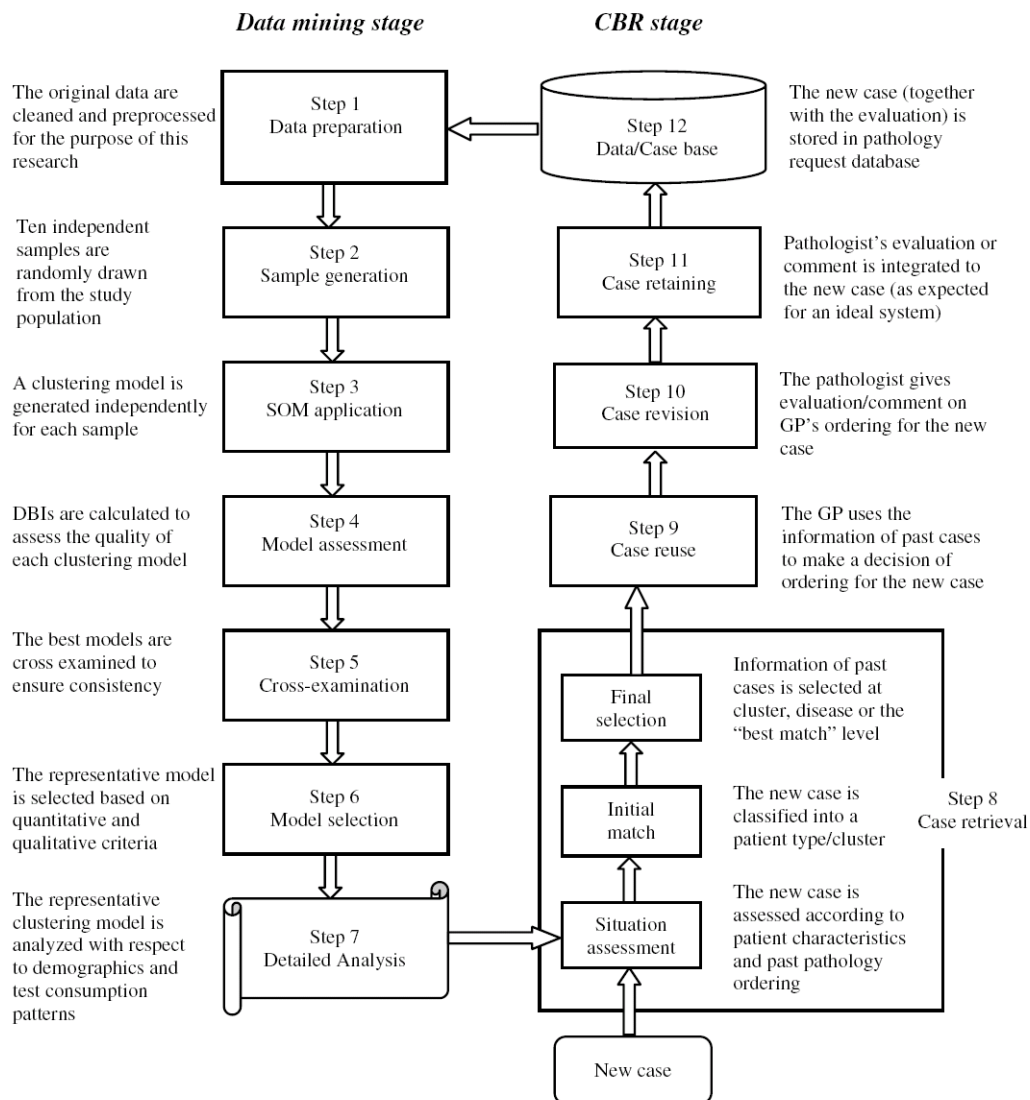 Data mining stage
CBR stage
The original data are
cleaned and preprocessed
for the purpose of this
research
Step 1
Data preparation
Step 12
Data/Case base
The new case (together
with the evaluation) is
stored in pathology
request database
Ten independent
samples are
randomly drawn
from the study
population
Step 2
Sample generation
Step 11
Case retaining
Pathologist's evaluation or
comment is integrated to
the new case (as expected
for an ideal system)
A clustering model is
generated independently
for each sample
Step 3
SOM application
Step 10
Case revision
The pathologist gives
evaluation/comment on
GP's ordering for the new
case
DBIs are calculated to
assess the quality of
each clustering model
Step 4
Model assessment
Step 9
Case reuse
The GP uses the
information of past cases
to make a decision of
ordering for the new case
The best models are
cross examined to
ensure consistency
Step 5
Cross-examination
Final
selection
Information of past
cases is selected at
cluster, disease or the
“best match” level
The representative model
is selected based on
quantitative and
qualitative criteria
Step 6
Model selection
Initial
match
The new case is
classified into a
patient type/cluster
Step 8
Case retrieval
The representative
clustering model is
analyzed with respect
to demographics and
test consumption
patterns
Step 7
Detailed Analysis
Situation
assessment
The new case is
assessed according to
patient characteristics
and past pathology
ordering
New case